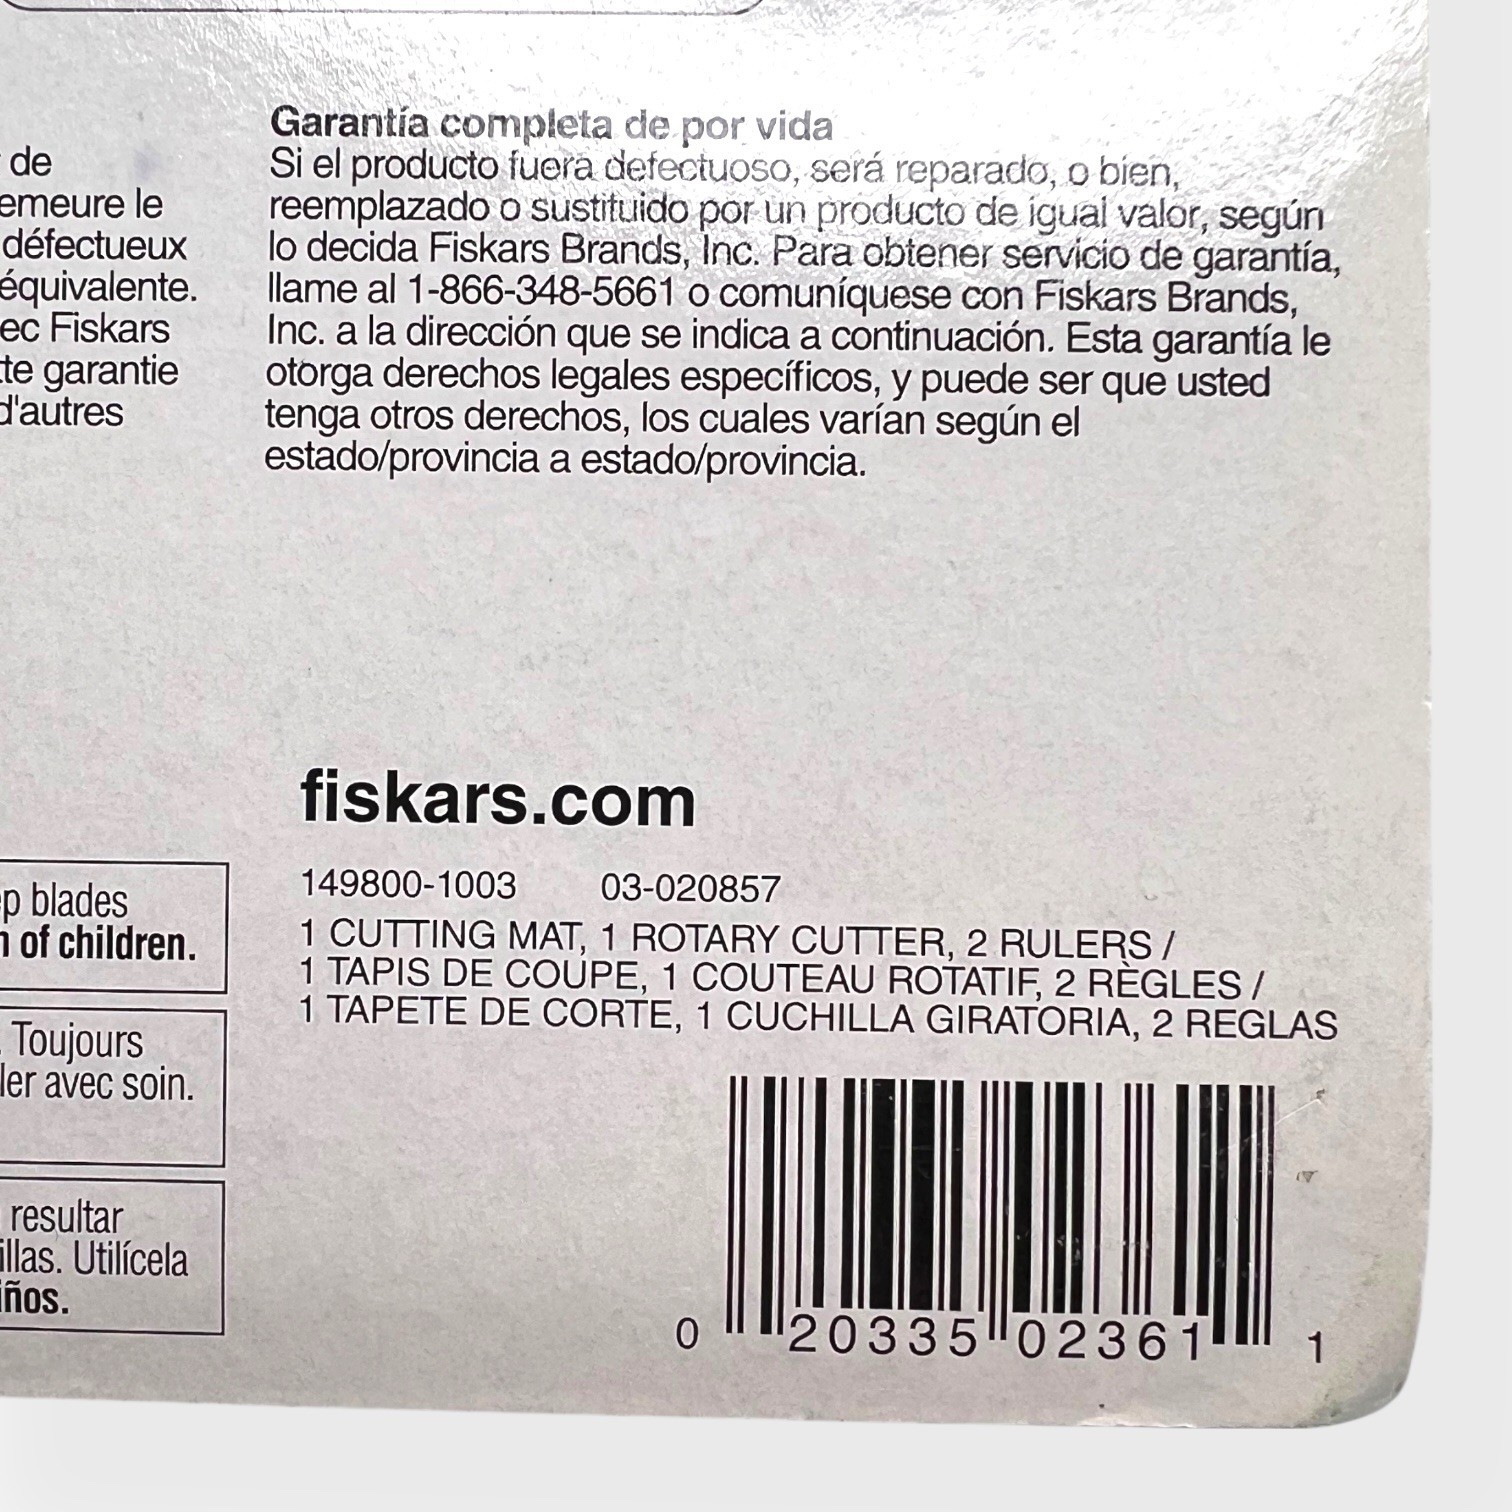 de
emeure le
défectueux
équivalente.
ec Fiskars
te garantie
d'autres
Garantía completa de por vida
Si el producto fuera defectuoso, será reparado, o bien,
reemplazado o sustituido por un producto de igual valor, según
lo decida Fiskars Brands, Inc. Para obtener servicio de garantía,
llame al 1-866-348-5661 o comuníquese con Fiskars Brands,
Inc. a la dirección que se indica a continuación. Esta garantía le
otorga derechos legales específicos, y puede ser que usted
tenga otros derechos, los cuales varían según el
estado/provincia a estado/provincia.
p blades
n of children.
Toujours
ler avec soin.
resultar
illas. Utilícela
iños.
fiskars.com
149800-1003 03-020857
1 CUTTING MAT, 1 ROTARY CUTTER, 2 RULERS /
1 TAPIS DE COUPE, 1 COUTEAU ROTATIF, 2 RÈGLES /
1 TAPETE DE CORTE, 1 CUCHILLA GIRATORIA, 2 REGLAS
0 20335 02361 1